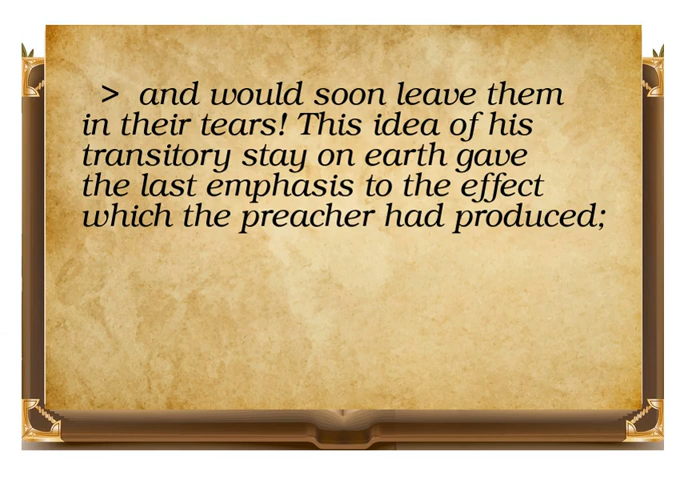 > and would soon leave them
in their tears! This idea of his
transitory stay on earth gave
the last emphasis to the effect
which the preacher had produced;